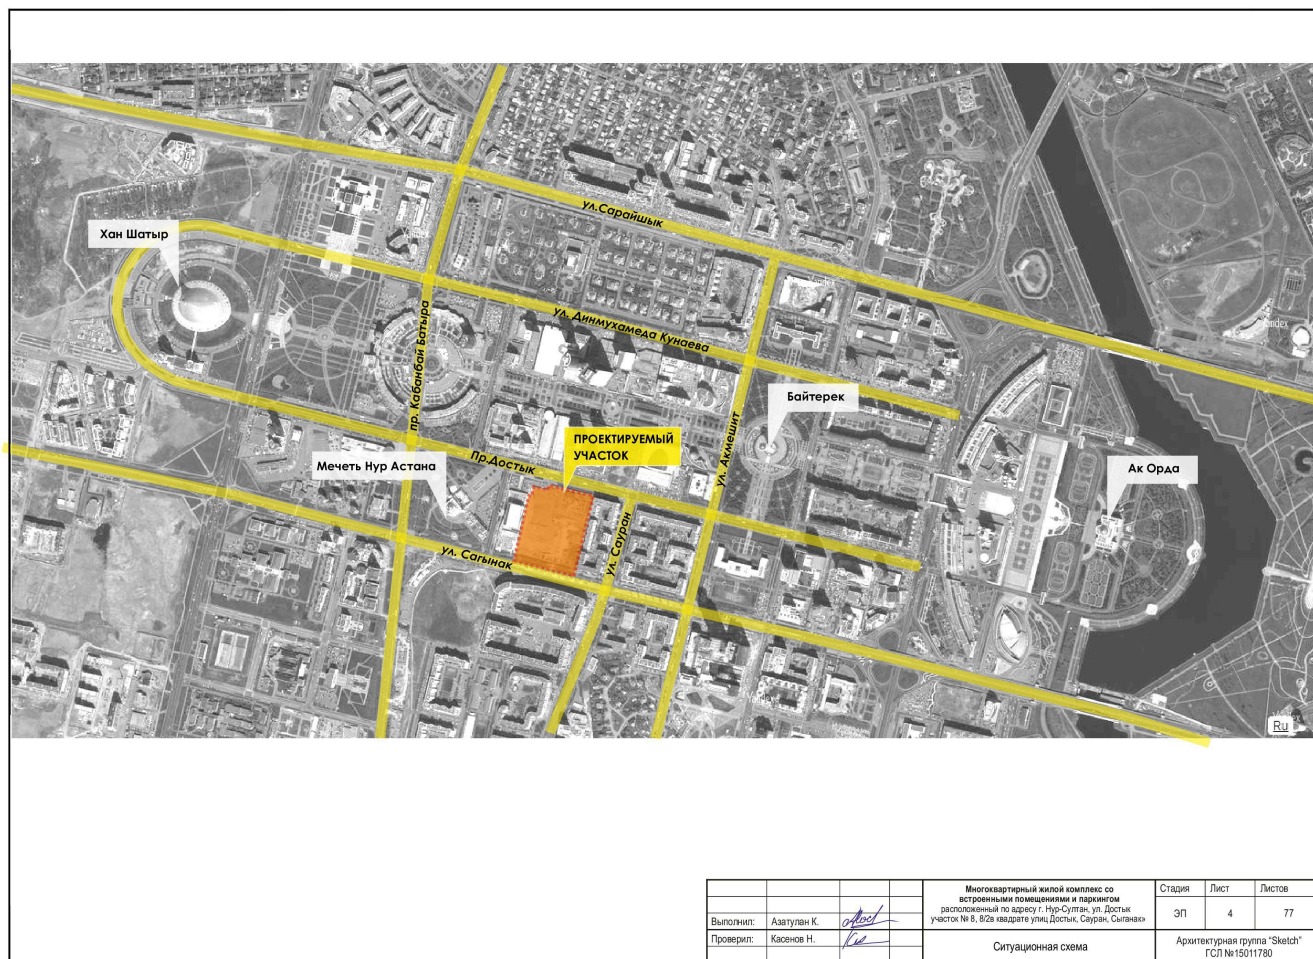 ул.Сарайшык
Хан Шатыр
ул. Динмухамеда Кунаева
пр. Кабанбай Батыра
Байтерек
ул. Акмешит
ПРОЕКТИРУЕМЫЙ
УЧАСТОК
Пр.Достык
Мечеть Нур Астана
Ак Орда
ул. Сауран
ул. Сагынак
Yandex
Ru
Многоквартирный жилой комплекс со
встроенными помещениями и паркингом
расположенный по адресу г. Нур-Султан, ул. Достык
участок № 8, 8/2в квадрате улиц Достык, Сауран, Сыганак»
Стадия Лист Листов
ЭП 4 77
Выполнил: Азатулан К.
Проверил: Касенов Н.
Ситуационная схема
Архитектурная группа "Sketch"
ГСЛ №15011780